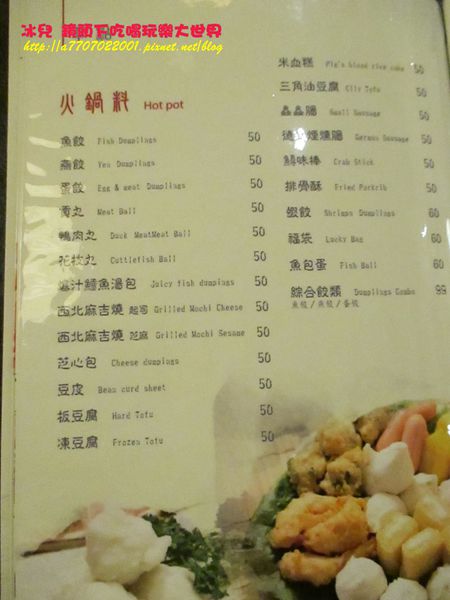 冰兒 鏡頭下吃喝玩樂大世界
http://a7707022001.pixnet.net/blog
火鍋料 Hot pot
魚餃 Fish Dumplings 50
燕餃 Yen Dumplings 50
蛋餃 Egg & meat Dumplings 50
貢丸 Meat Ball 50
鴨肉丸 Duck MeatMeat Ball 50
花枝丸 Cuttlefish Ball 50
爆汁鱈魚湯包 Juicy fish dumplings 50
西北麻吉燒 起司 Grilled Mochi Cheese 50
西北麻吉燒 芝麻 Grilled Mochi Sesame 50
芝心包 Cheese dumplings 50
豆皮 Bean curd sheet 50
板豆腐 Hard Tofu 50
凍豆腐 Frozen Tofu 50
米血糕 Pig's blood rice cake 50
三角油豆腐 Oily Tofu 50
蟲蟲腸 Small Sausage 50
德式煙燻腸 German Sausage 50
鱘味棒 Crab Stick 50
排骨酥 Fried Porkrib 50
蝦餃 Shrimps Dumplings 60
福袋 Lucky Bag 60
魚包蛋 Fish Ball 60
綜合餃類 Dumplings Combo 99
魚餃/燕餃/蛋餃